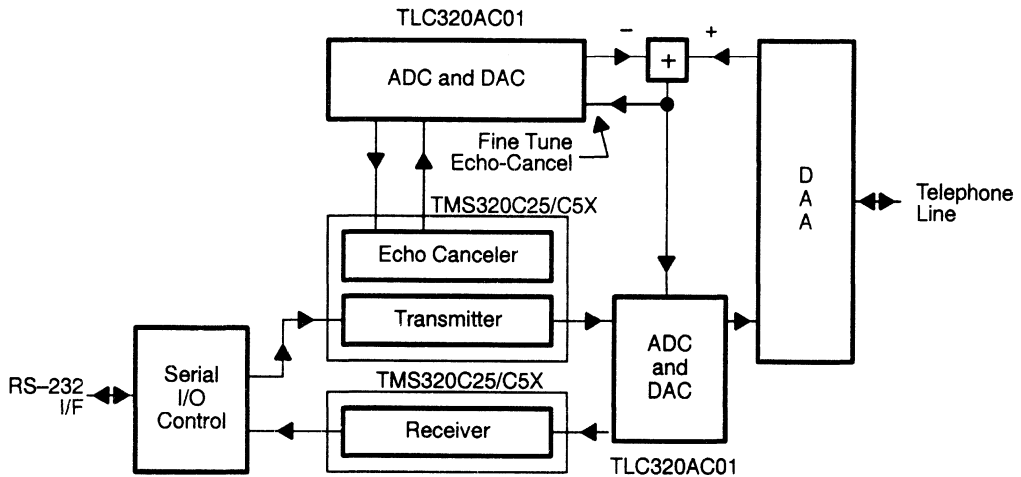 TLC320AC01
ADC and DAC
−
+
+
Fine Tune
Echo-Cancel
D
A
A
Telephone
Line
TMS320C25/C5X
Echo Canceler
Transmitter
ADC
and
DAC
TLC320AC01
RS–232
I/F
Serial
I/O
Control
TMS320C25/C5X
Receiver